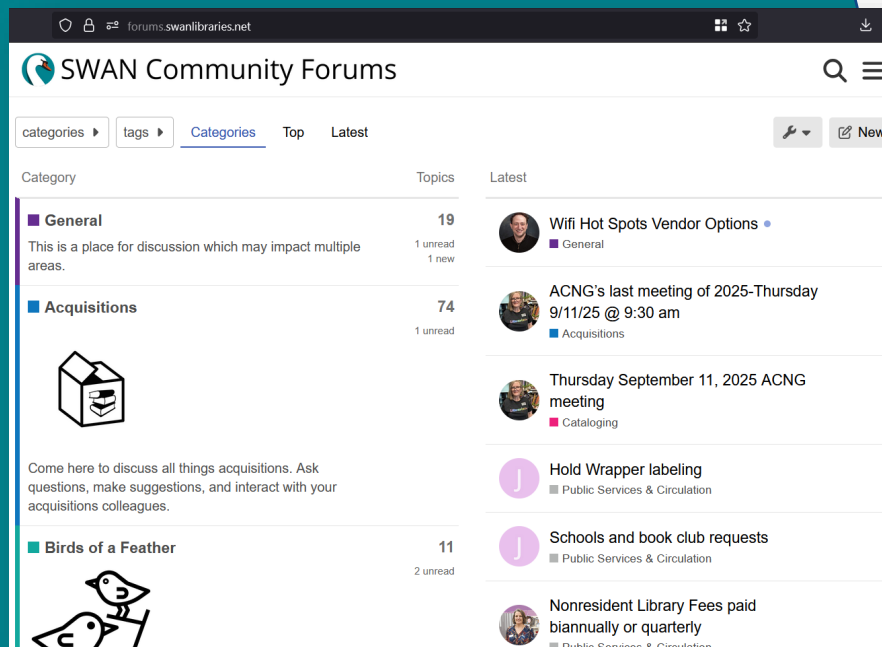 forums.swanlibraries.net
SWAN Community Forums
categories
tags
Categories
Top
Latest
New
Category
Topics
General
19
This is a place for discussion which may impact multiple
areas.
1 unread
1 new
Acquisitions
74
1 unread
Come here to discuss all things acquisitions. Ask
questions, make suggestions, and interact with your
acquisitions colleagues.
Birds of a Feather
11
2 unread
Latest
Wifi Hot Spots Vendor Options
General
ACNG’s last meeting of 2025-Thursday
9/11/25 @ 9:30 am
Acquisitions
Thursday September 11, 2025 ACNG
meeting
Cataloging
J
Hold Wrapper labeling
Public Services & Circulation
J
Schools and book club requests
Public Services & Circulation
Nonresident Library Fees paid
biannually or quarterly
Public Services & Circulation